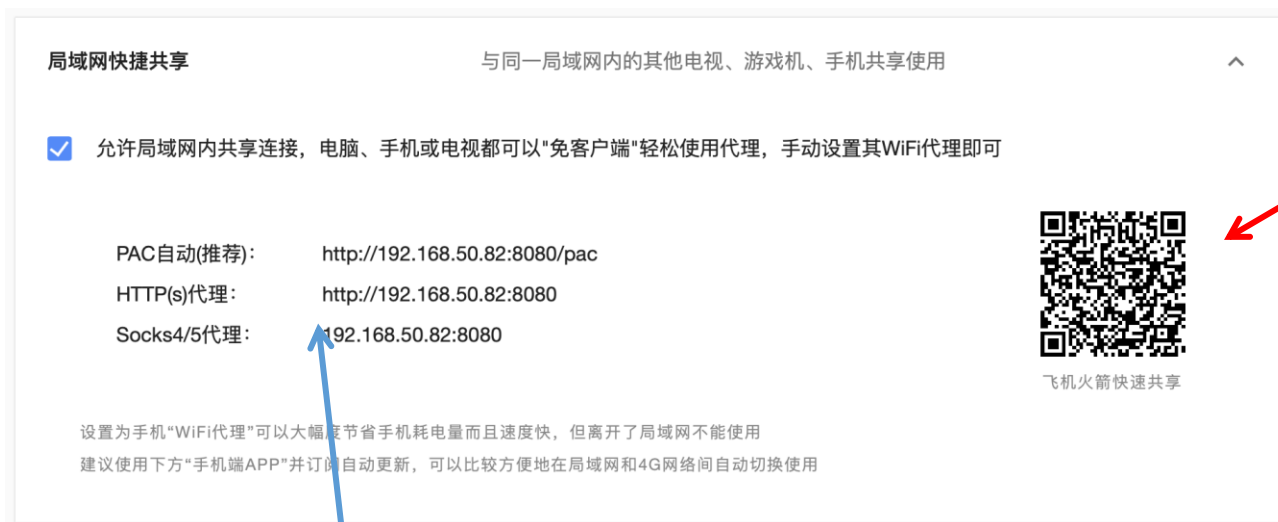 局域网快捷共享 与同一局域网内的其他电视、游戏机、手机共享使用
允许局域网内共享连接，电脑、手机或电视都可以"免客户端"轻松使用代理，手动设置其WiFi代理即可
PAC自动(推荐)： http://192.168.50.82:8080/pac
HTTP(s)代理： http://192.168.50.82:8080
Socks4/5代理： 192.168.50.82:8080
飞机火箭快速共享
设置为手机“WiFi代理”可以大幅度节省手机耗电量而且速度快，但离开了局域网不能使用
建议使用下方“手机端APP”并订阅自动更新，可以比较方便地在局域网和4G网络间自动切换使用